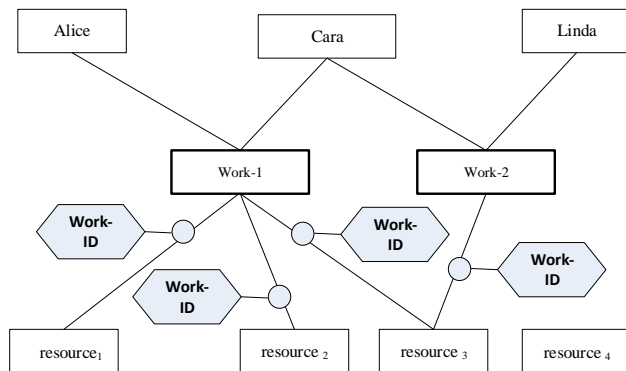 Alice
Cara
Linda
Work-1
Work-2
Work-
ID
Work-
ID
Work-
ID
Work-
ID
resource₁
resource ₂
resource ₃
resource ₄